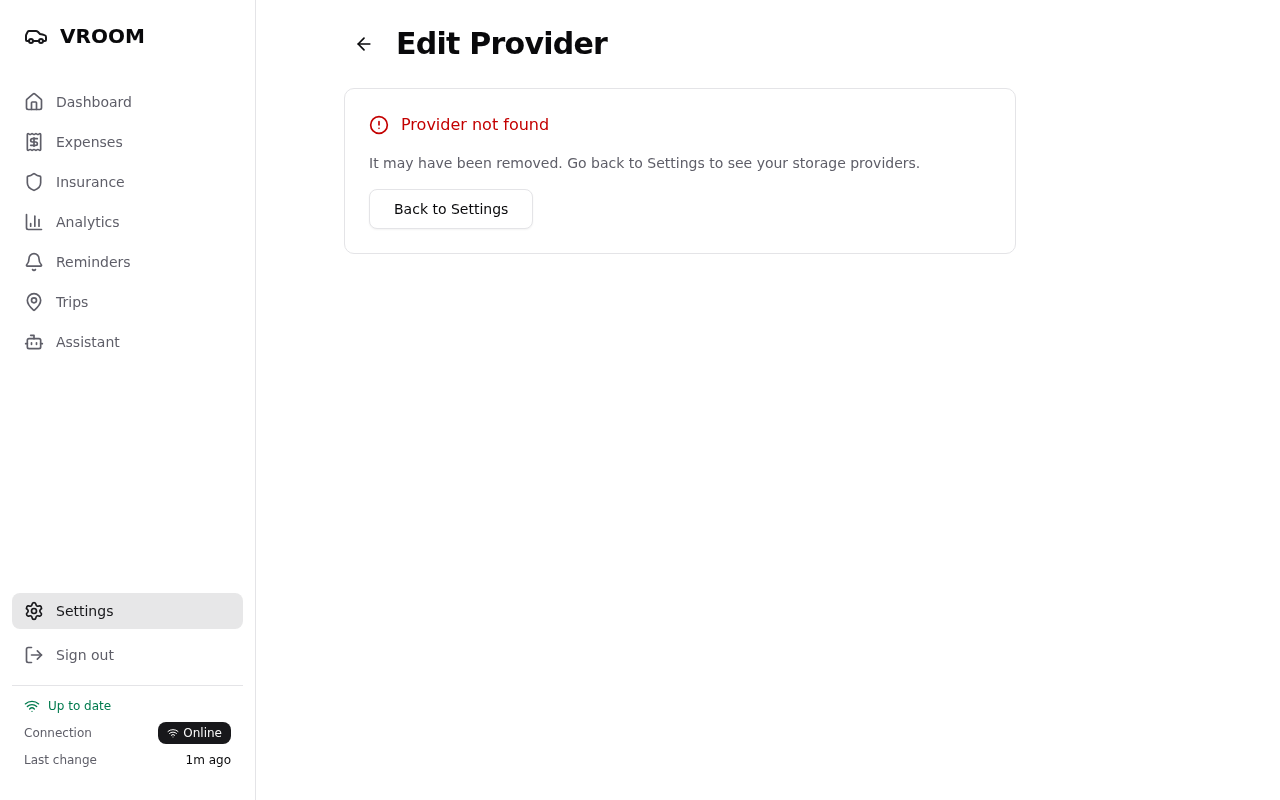 VROOM
Dashboard
Expenses
Insurance
Analytics
Reminders
Trips
Assistant
Settings
Sign out
Up to date
Connection
Online
Last change
1m ago
Edit Provider
Provider not found
It may have been removed. Go back to Settings to see your storage providers.
Back to Settings